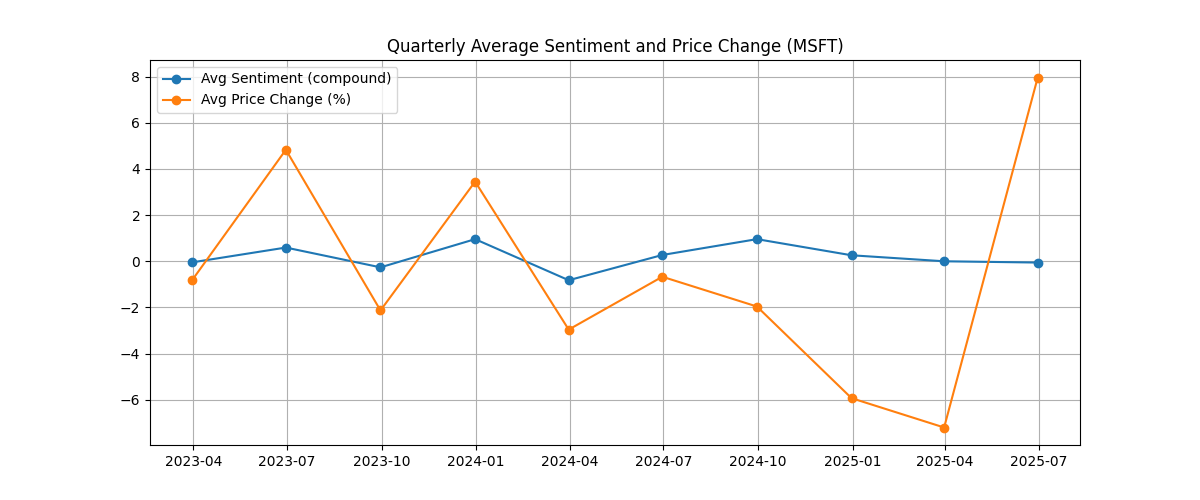 Quarterly Average Sentiment and Price Change (MSFT)
Avg Sentiment (compound)
Avg Price Change (%)
8
6
4
2
0
−2
−4
−6
2023-04 2023-07 2023-10 2024-01 2024-04 2024-07 2024-10 2025-01 2025-04 2025-07